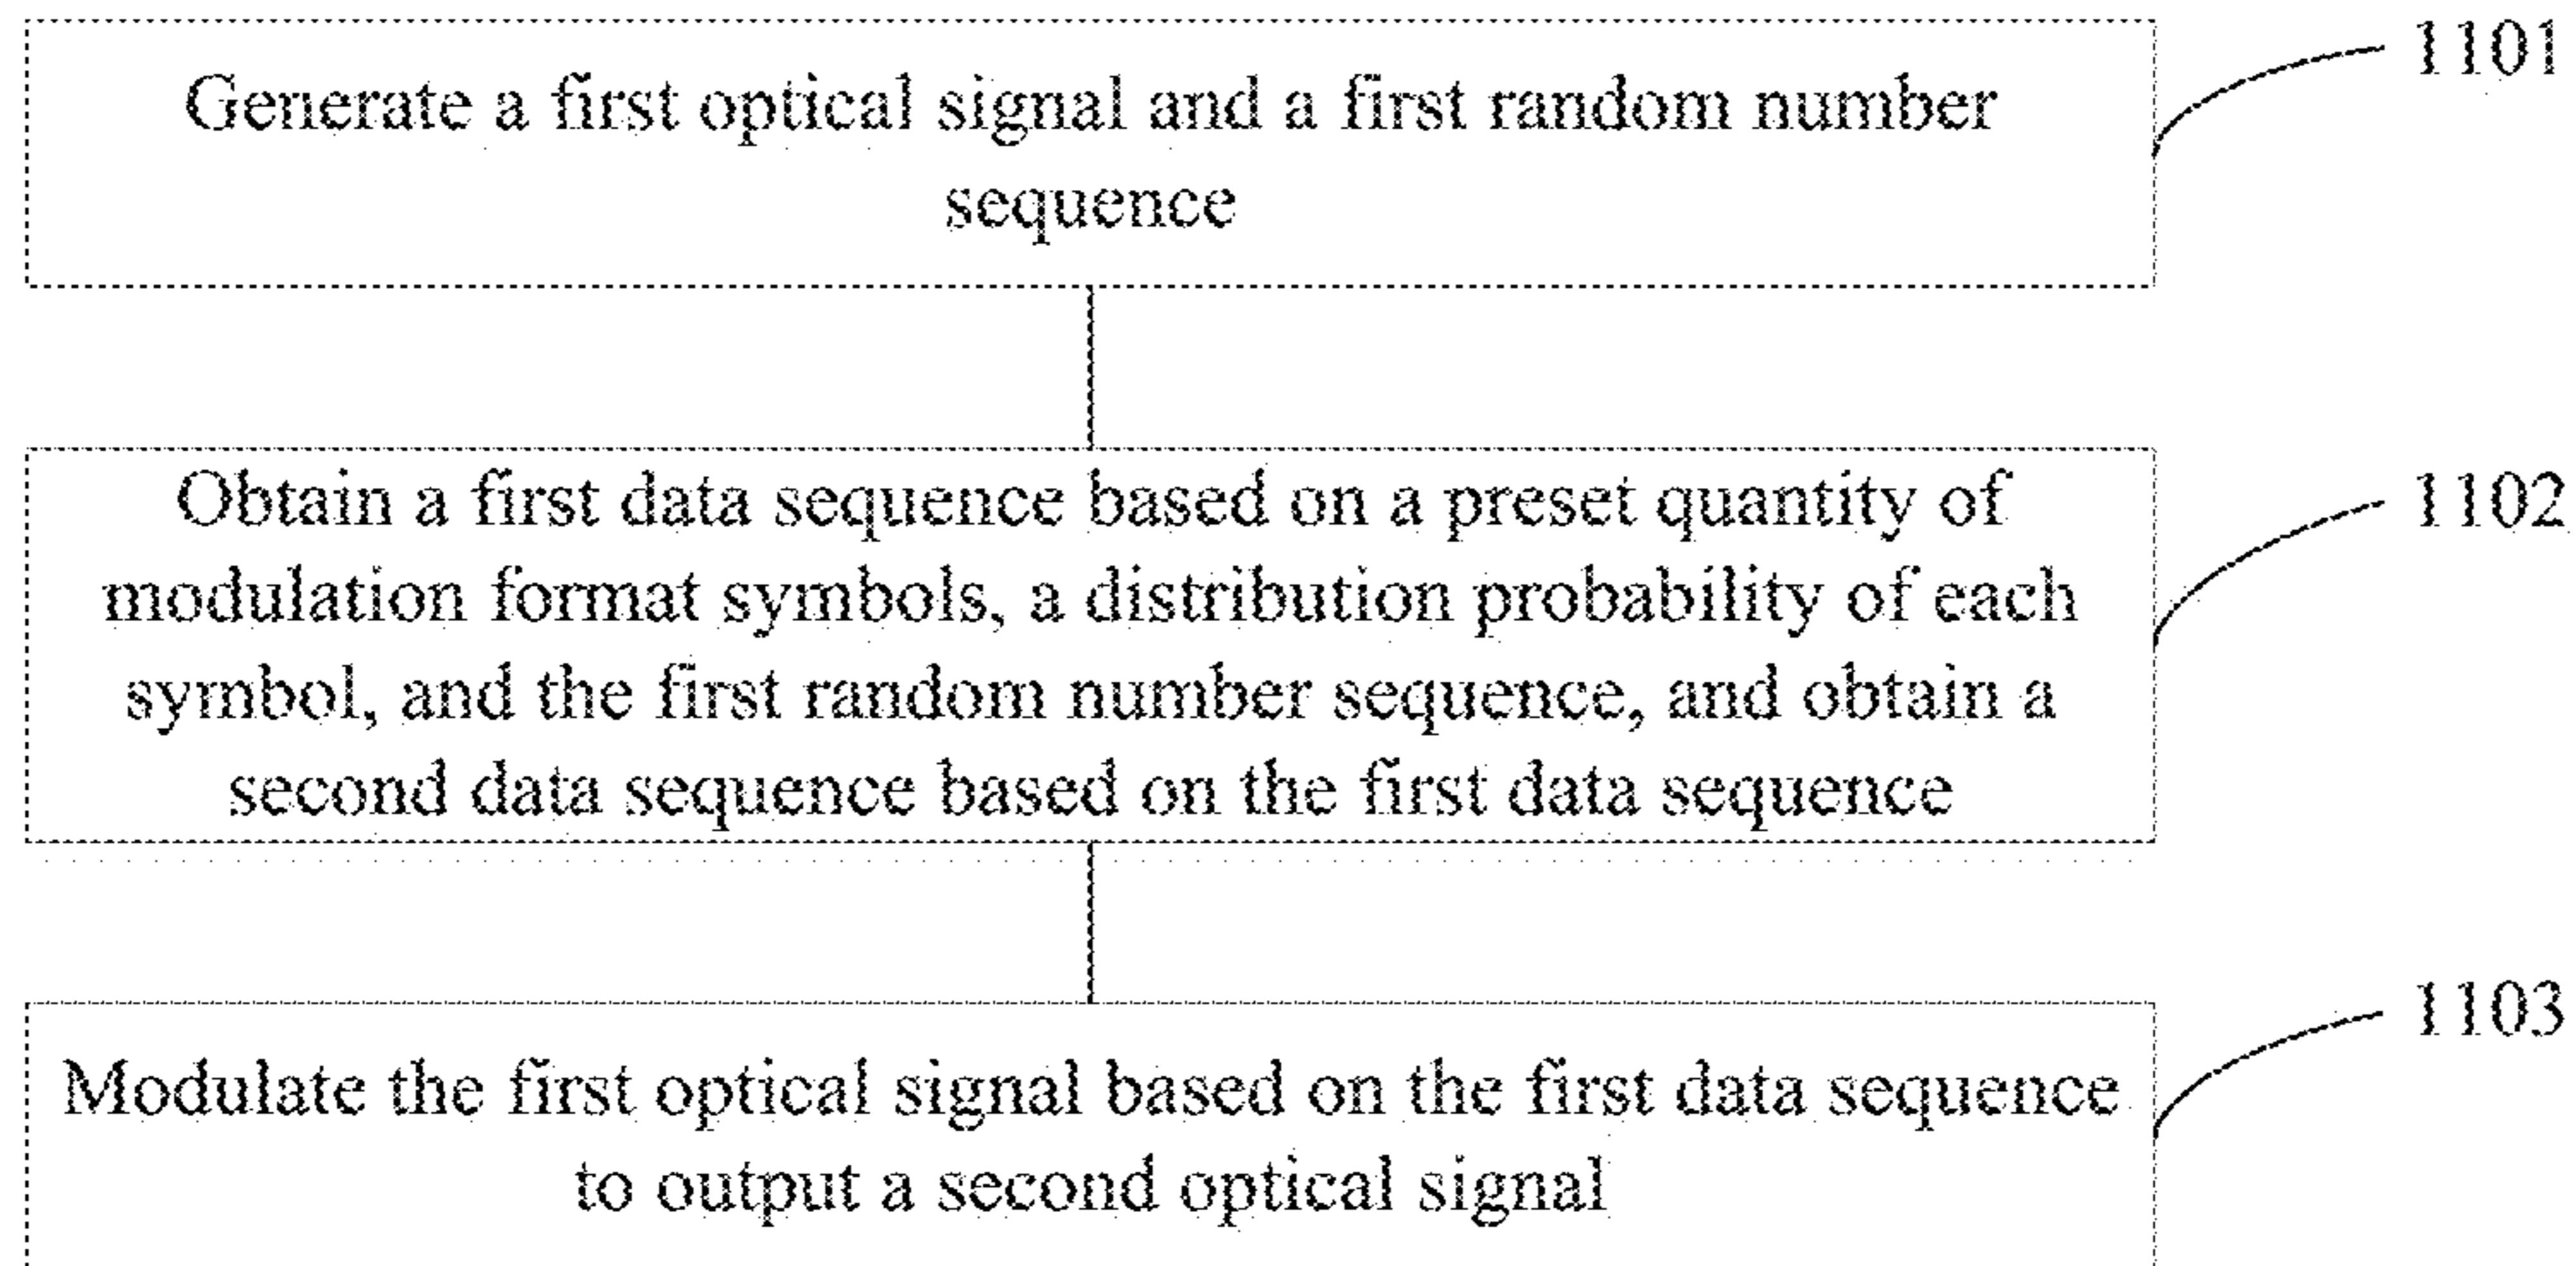 Generate a first optical signal and a first random number
sequence
1101
Obtain a first data sequence based on a preset quantity of
modulation format symbols, a distribution probability of each
symbol, and the first random number sequence, and obtain a
second data sequence based on the first data sequence
1102
Modulate the first optical signal based on the first data sequence
to output a second optical signal
1103